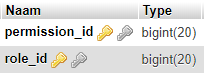 Naam Type
permission_id bigint(20)
role_id bigint(20)